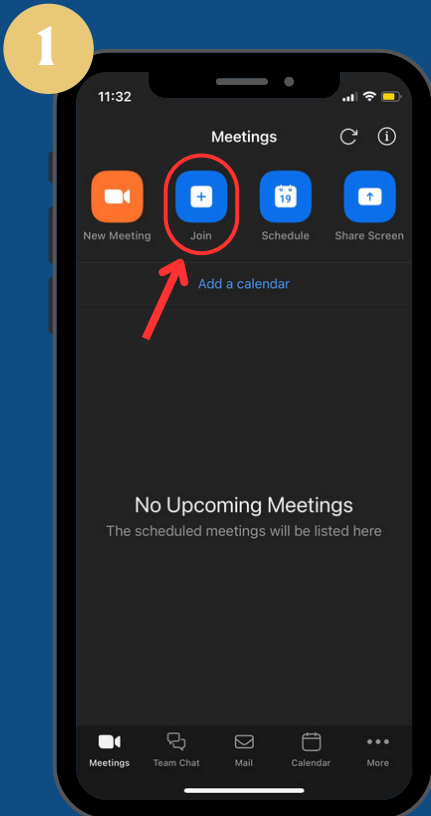 1
11:32
Meetings
19
New Meeting
Join
Schedule
Share Screen
Add a calendar
No Upcoming Meetings
The scheduled meetings will be listed here
Meetings
Team Chat
Mail
Calendar
More